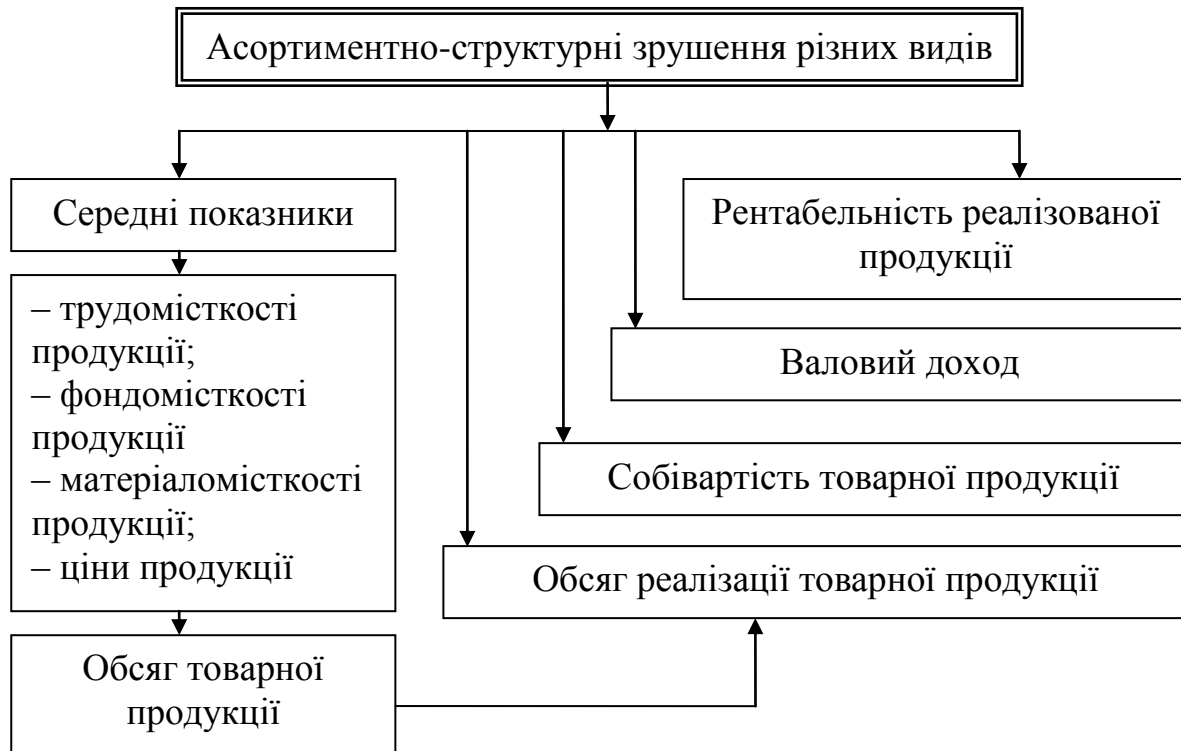 Асортиментно-структурні зрушення різних видів
Середні показники
– трудомісткості
продукції;
– фондомісткості
продукції
– матеріаломісткості
продукції;
– ціни продукції
Обсяг товарної
продукції
Рентабельність реалізованої
продукції
Валовий доход
Собівартість товарної продукції
Обсяг реалізації товарної продукції